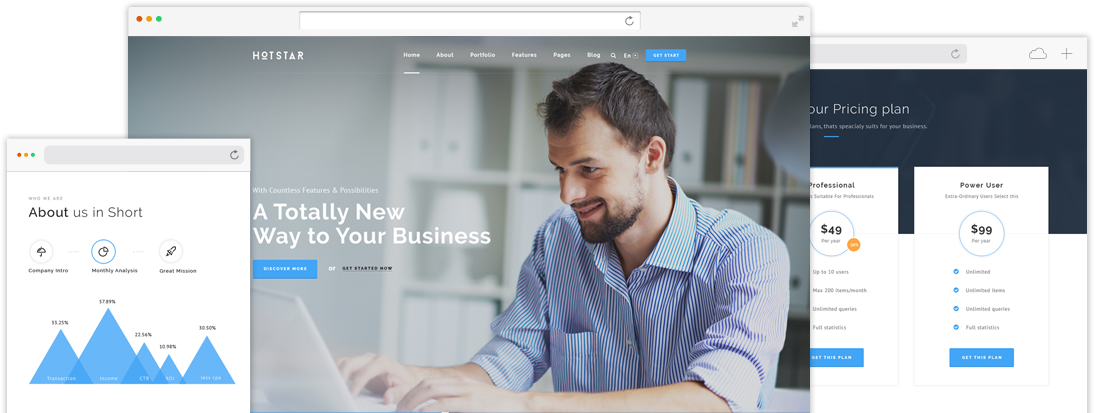 HOTSTAR
Home About Portfolio Features Pages Blog En GET START
With Countless Features & Possibilities
A Totally New
Way to Your Business
DISCOVER MORE or GET STARTED NOW
WHO WE ARE
About us in Short
Company Intro Monthly Analysis Great Mission
57.89%
33.25%
22.56%
30.50%
10.98%
Transaction Income CTR ROI
our Pricing plan
lans, thats speacialy suits for your business.
Professional
Suitable For Professionals
$49
Per year
Up to 10 users
Max 200 items/month
Unlimited queries
Full statistics
GET THIS PLAN
Power User
Extra-Ordinary Users Select this
$99
Per year
Unlimited
Unlimited items
Unlimited queries
Full statistics
GET THIS PLAN